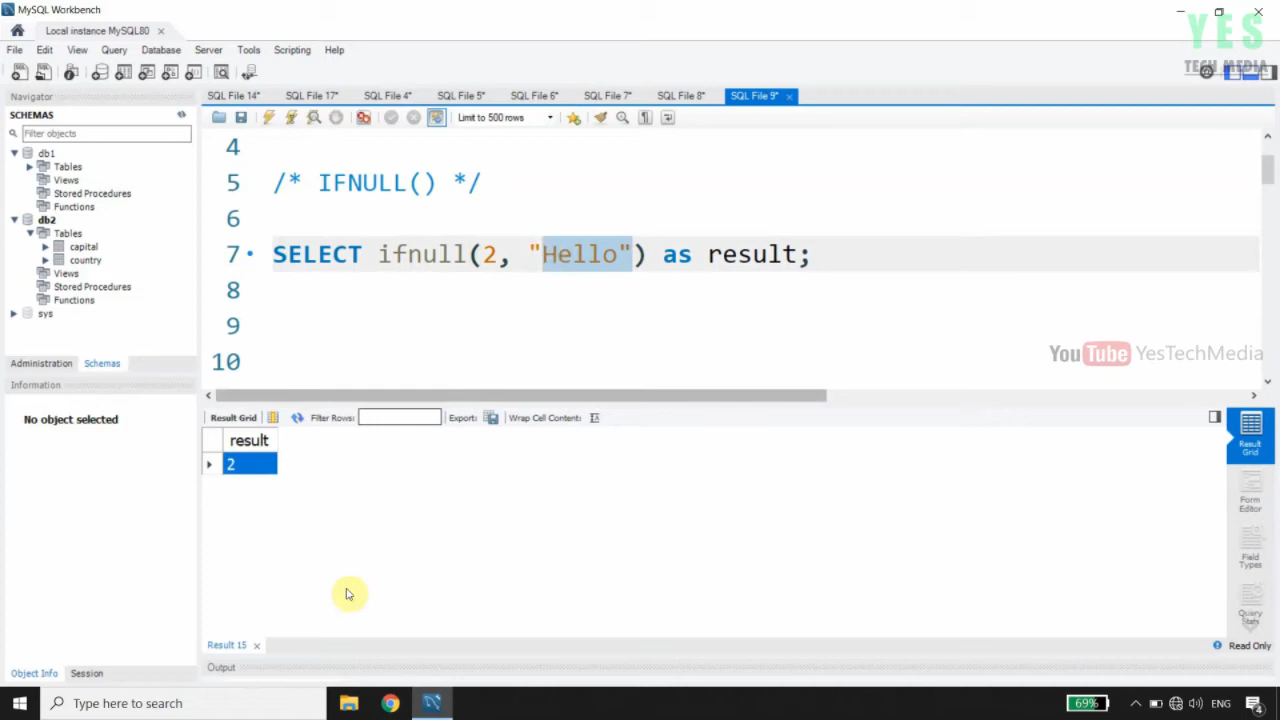 MySQL Workbench
Local instance MySQL80
YES
TECH MEDIA
File Edit View Query Database Server Tools Scripting Help
Navigator
SQL File 14* SQL File 17* SQL File 4* SQL File 5* SQL File 6* SQL File 7* SQL File 8* SQL File 9*
SCHEMAS
Limit to 500 rows
Filter objects
db1
Tables
Views
Stored Procedures
Functions
db2
Tables
capital
country
Views
Stored Procedures
Functions
sys
4
5 /* IFNULL() */
6
7 SELECT ifnull(2, "Hello") as result;
8
9
10
YouTube YesTechMedia
Administration Schemas
Information
No object selected
Result Grid Filter Rows: Export: Wrap Cell Content:
result
2
Result Grid
Form Editor
Field Types
Query Stats
Result 15
Read Only
Output
Object Info Session
Type here to search
69%
ENG
4